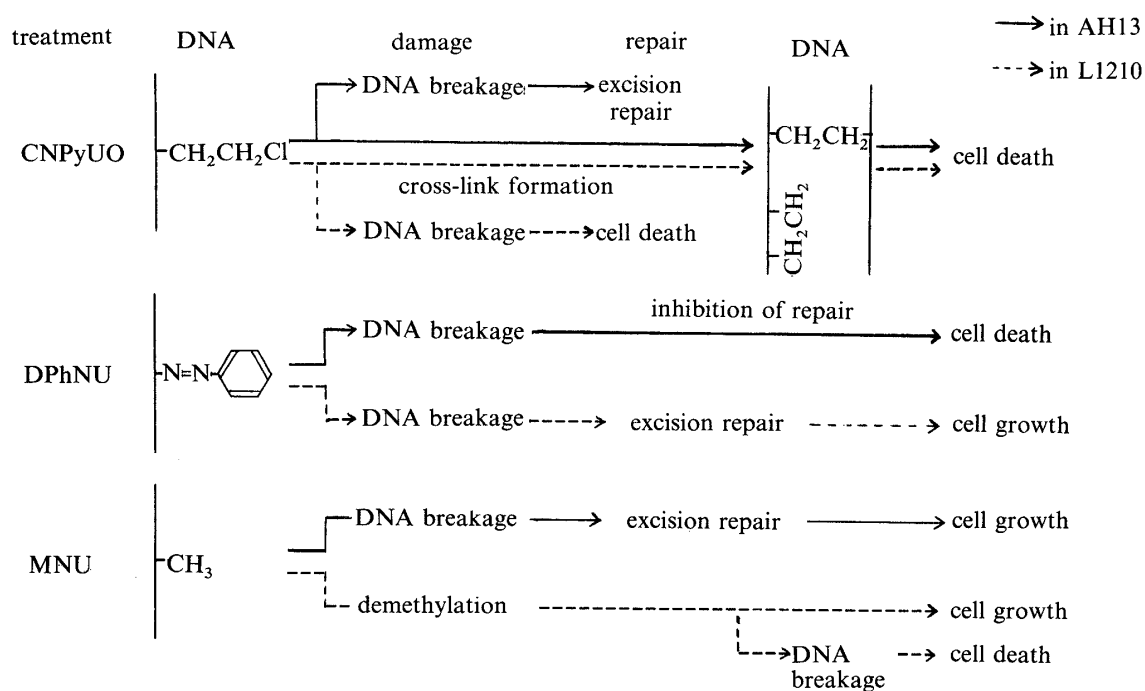 treatment DNA damage repair DNA
→ in AH13
--→ in L1210
DNA breakage → excision
repair
CNPyUO -CH₂CH₂Cl -CH₂CH₂- cell death
cross-link formation
CH₂CH₂
DNA breakage ---→ cell death
inhibition of repair
DNA breakage → cell death
DPhNU -N=N-
DNA breakage ---→ excision repair ---→ cell growth
DNA breakage → excision repair → cell growth
MNU -CH₃
demethylation ---→ cell growth
DNA --→ cell death
breakage